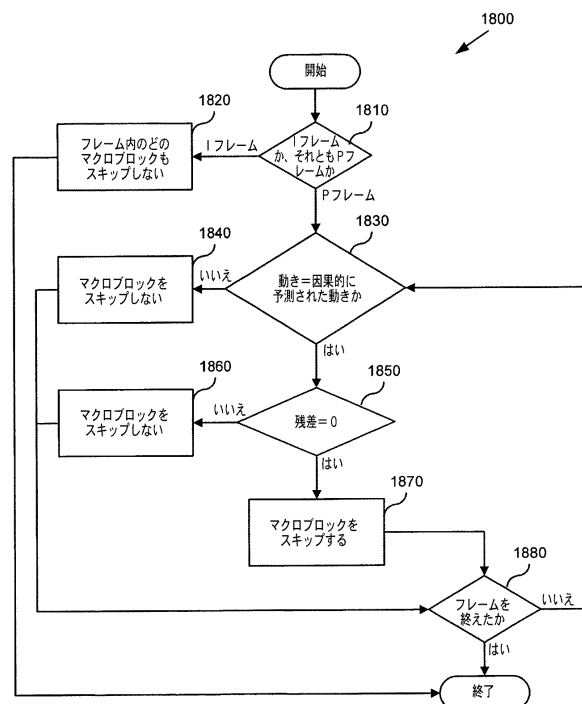 1800
開始
1820
1810
フレーム内のどの
マクロブロックも
スキップしない
Iフレーム
Iフレーム
か、それともPフ
レームか
Pフレーム
1840
1830
マクロブロックを
スキップしない
いいえ
動き=因果的に
予測された動きか
はい
1860
1850
マクロブロックを
スキップしない
いいえ
残差=0
はい
1870
マクロブロックを
スキップする
1880
フレームを
終えたか
いいえ
はい
終了